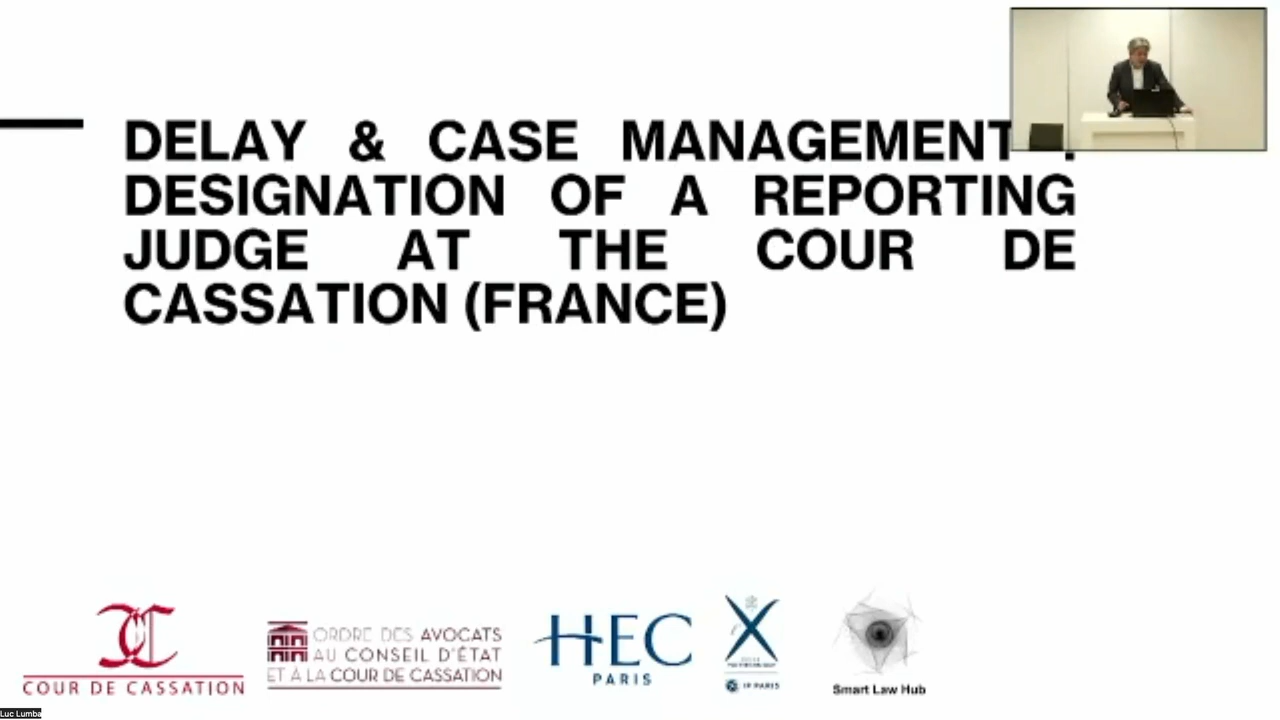 DELAY & CASE MANAGEMENT :
DESIGNATION OF A REPORTING
JUDGE AT THE COUR DE
CASSATION (FRANCE)
COUR DE CASSATION
ORDRE DES AVOCATS
AU CONSEIL D'ÉTAT
ET À LA COUR DE CASSATION
HEC
PARIS
IP PARIS
Smart Law Hub
Luc Lumba